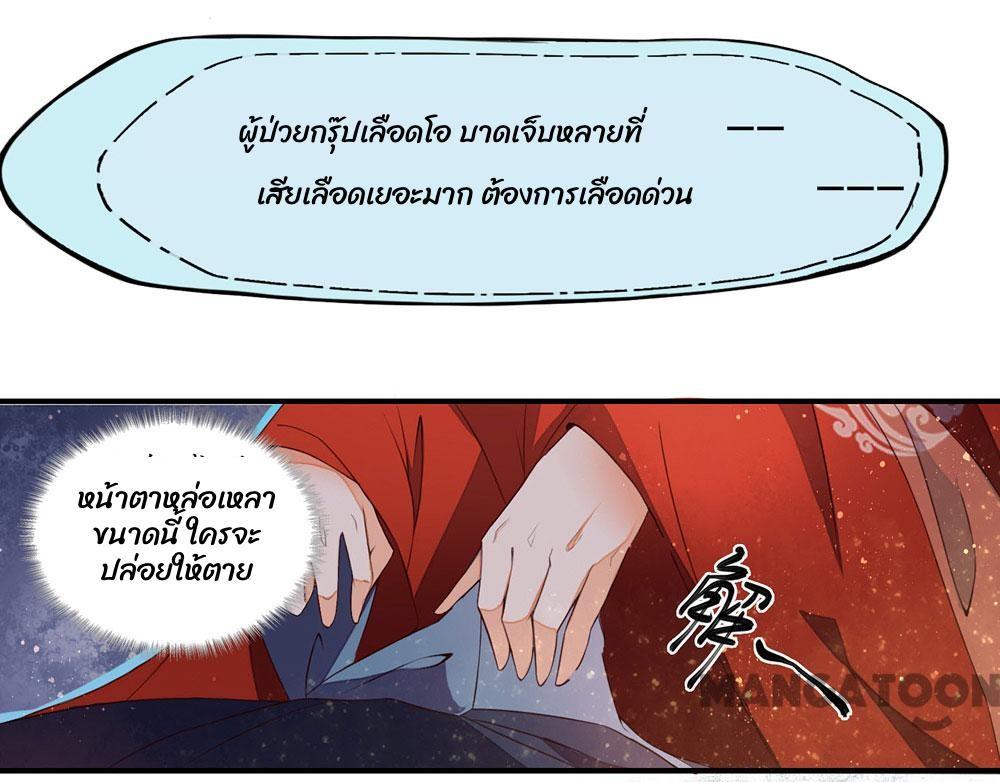 ผู้ป่วยกรุ๊ปเลือดโอ บาดเจ็บหลายที่ ——
เสียเลือดเยอะมาก ต้องการเลือดด่วน ———
หน้าตาหล่อเหลา
ขนาดนี้ ใครจะ
ปล่อยให้ตาย
解
MANGATOON